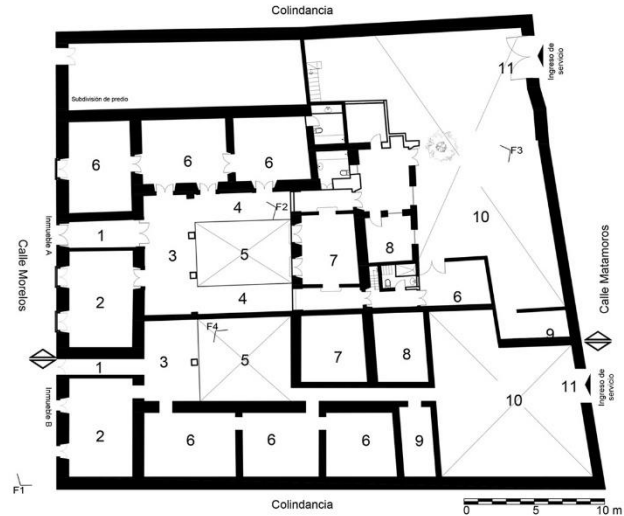 Colindancia
11
Ingreso de
servicio
Subdivisión de predio
6
6
6
F3
4
F2
Inmueble A
1
3
5
10
8
7
Calle Morelos
Calle Matamoros
2
4
6
9
F4
1
3
5
7
8
11
Ingreso de
servicio
10
Inmueble B
2
6
6
6
9
F1
Colindancia
0
5
10 m